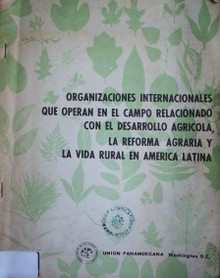 ORGANIZACIONES INTERNACIONALES
QUE OPERAN EN EL CAMPO RELACIONADO
CON EL DESARROLLO AGRICOLA,
LA REFORMA AGRARIA Y
LA VIDA RURAL EN AMERICA LATINA
UNION PANAMERICANA Washington D.C.